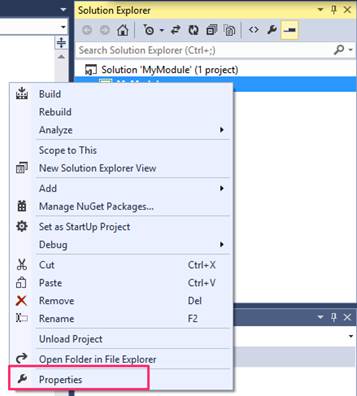 Solution Explorer
Search Solution Explorer (Ctrl+;)
Solution 'MyModule' (1 project)
Build
Rebuild
Analyze
Scope to This
New Solution Explorer View
Add
Manage NuGet Packages...
Set as StartUp Project
Debug
Cut Ctrl+X
Paste Ctrl+V
Remove Del
Rename F2
Unload Project
Open Folder in File Explorer
Properties